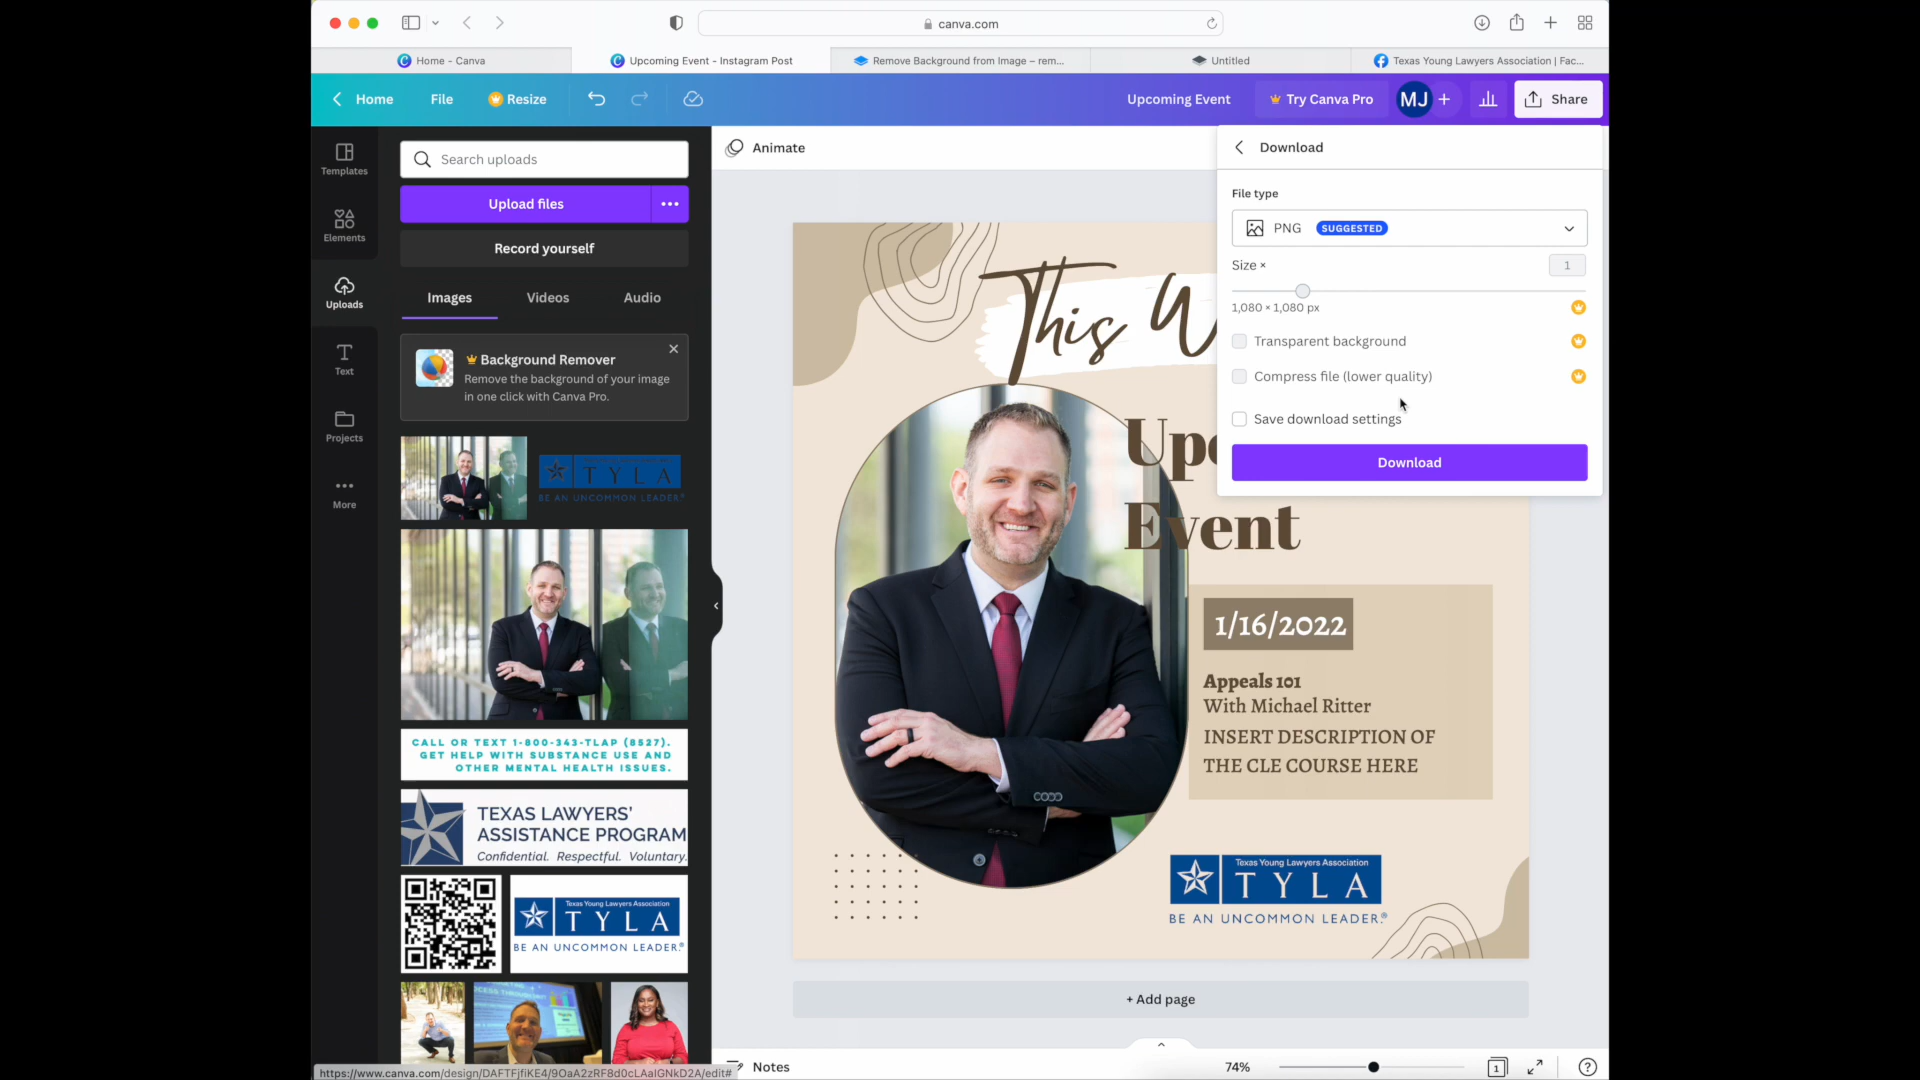 canva.com
Home - Canva
Upcoming Event - Instagram Post
Remove Background from Image – rem...
Untitled
Texas Young Lawyers Association | Fac...
Home
File
Resize
Upcoming Event
Try Canva Pro
MJ
Share
Templates
Elements
Uploads
Text
Projects
More
Search uploads
Upload files
Record yourself
Images
Videos
Audio
Background Remover
Remove the background of your image
in one click with Canva Pro.
TYLA
BE AN UNCOMMON LEADER.®
CALL OR TEXT 1-800-343-TLAP (8527).
GET HELP WITH SUBSTANCE USE AND
OTHER MENTAL HEALTH ISSUES.
TEXAS LAWYERS'
ASSISTANCE PROGRAM
Confidential. Respectful. Voluntary.
Texas Young Lawyers Association
TYLA
BE AN UNCOMMON LEADER.®
https://www.canva.com/design/DAFTFjfiKE4/9OaA2zRF8d0cLAalGNkD2A/edit#
Animate
This W
Upc
Event
1/16/2022
Appeals 101
With Michael Ritter
INSERT DESCRIPTION OF
THE CLE COURSE HERE
Texas Young Lawyers Association
TYLA
BE AN UNCOMMON LEADER.®
+ Add page
Notes
74%
1
?
Download
File type
PNG SUGGESTED
Size × 1
1,080 × 1,080 px
Transparent background
Compress file (lower quality)
Save download settings
Download